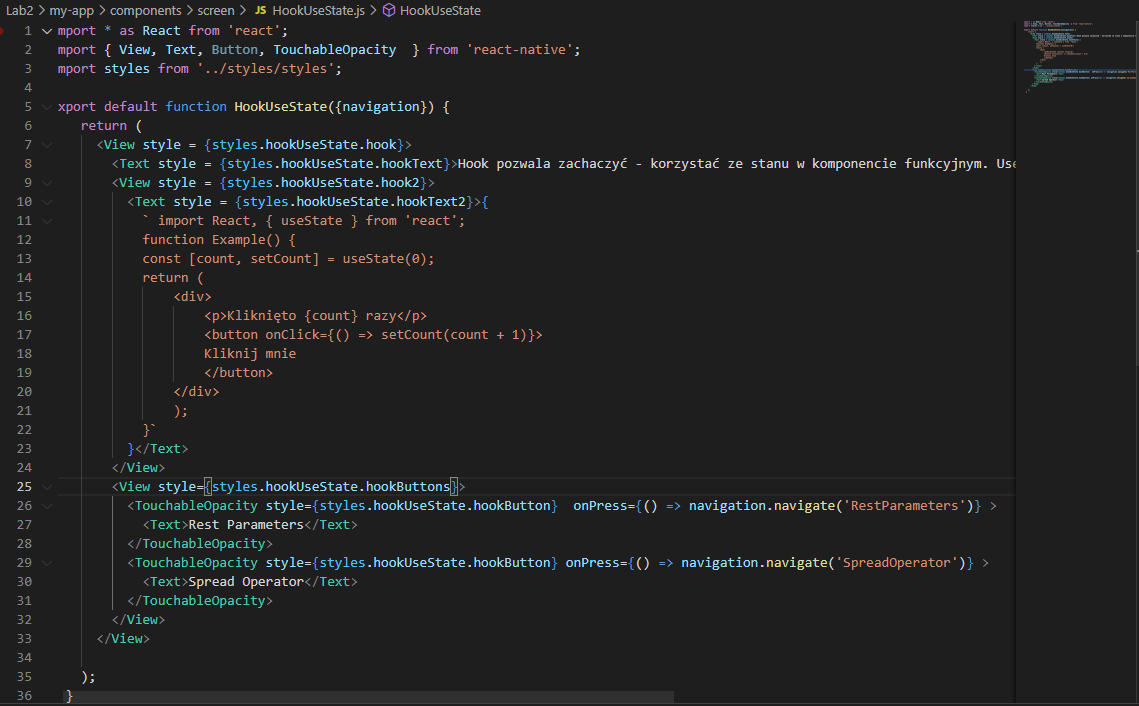 Lab2 > my-app > components > screen > JS HookUseState.js > HookUseState
1 mport * as React from 'react';
2 mport { View, Text, Button, TouchableOpacity  } from 'react-native';
3 mport styles from '../styles/styles';
4
5 xport default function HookUseState({navigation}) {
6 return (
7 <View style = {styles.hookUseState.hook}>
8 <Text style = {styles.hookUseState.hookText}>Hook pozwala zachaczyć - korzystać ze stanu w komponencie funkcyjnym. Use
9 <View style = {styles.hookUseState.hook2}>
10 <Text style = {styles.hookUseState.hookText2}>{
11 ` import React, { useState } from 'react';
12 function Example() {
13 const [count, setCount] = useState(0);
14 return (
15 <div>
16 <p>Kliknięto {count} razy</p>
17 <button onClick={() => setCount(count + 1)}>
18 Kliknij mnie
19 </button>
20 </div>
21 );
22 }`
23 }</Text>
24 </View>
25 <View style={styles.hookUseState.hookButtons}>
26 <TouchableOpacity style={styles.hookUseState.hookButton}  onPress={() => navigation.navigate('RestParameters')} >
27 <Text>Rest Parameters</Text>
28 </TouchableOpacity>
29 <TouchableOpacity style={styles.hookUseState.hookButton} onPress={() => navigation.navigate('SpreadOperator')} >
30 <Text>Spread Operator</Text>
31 </TouchableOpacity>
32 </View>
33 </View>
34
35 );
36 }